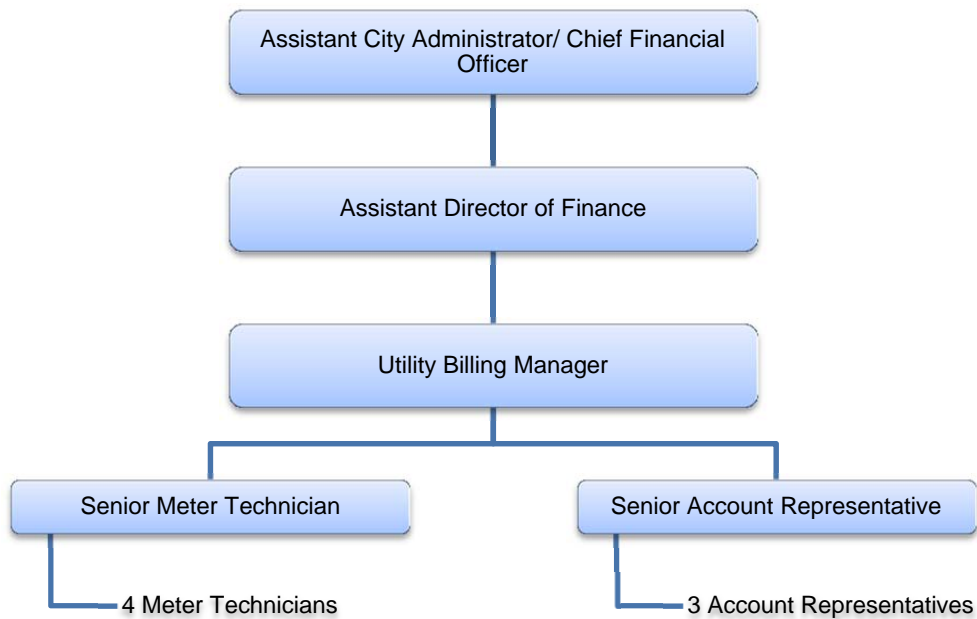 Assistant City Administrator/ Chief Financial
Officer
Assistant Director of Finance
Utility Billing Manager
Senior Meter Technician
Senior Account Representative
4 Meter Technicians
3 Account Representatives